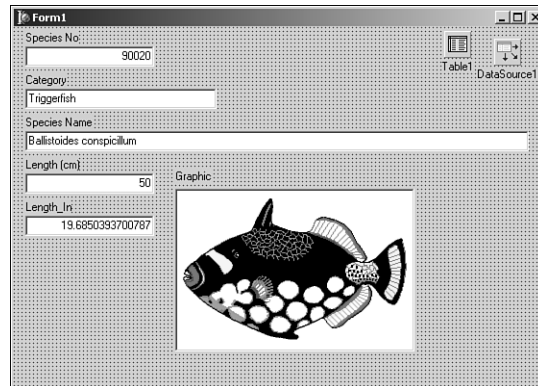 Form1
Species No
90020
Table1
DataSource1
Category
Triggerfish
Species Name
Ballistoides conspicillum
Length (cm)
50
Graphic
Length_In
19.6850393700787